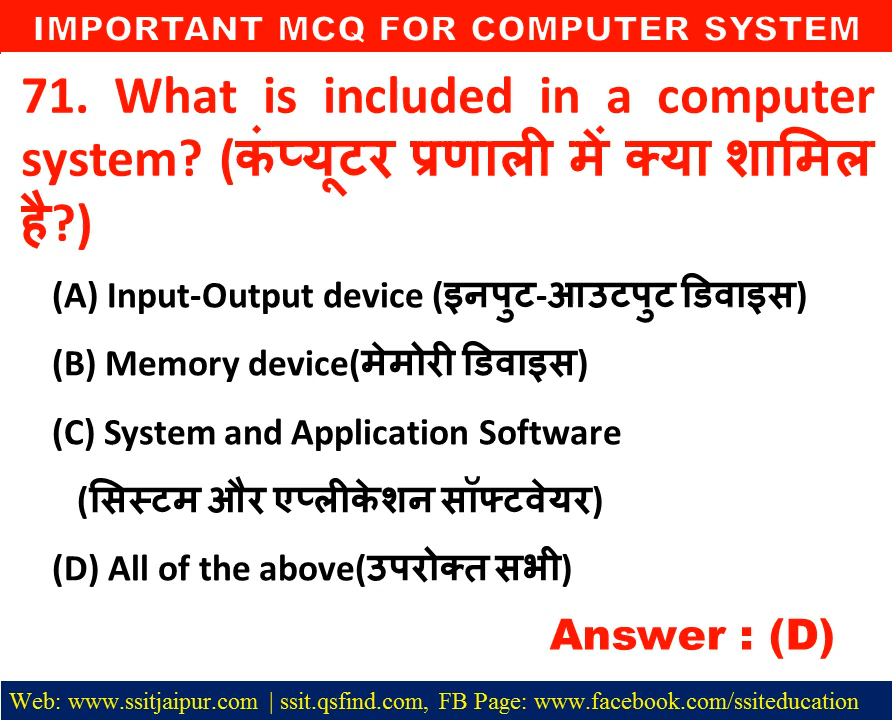 IMPORTANT MCQ FOR COMPUTER SYSTEM
71. What is included in a computer
system? (कंप्यूटर प्रणाली में क्या शामिल
है?)
(A) Input-Output device (इनपुट-आउटपुट डिवाइस)
(B) Memory device(मेमोरी डिवाइस)
(C) System and Application Software
(सिस्टम और एप्लीकेशन सॉफ्टवेयर)
(D) All of the above(उपरोक्त सभी)
Answer : (D)
Web: www.ssitjaipur.com | ssit.qsfind.com, FB Page: www.facebook.com/ssiteducation